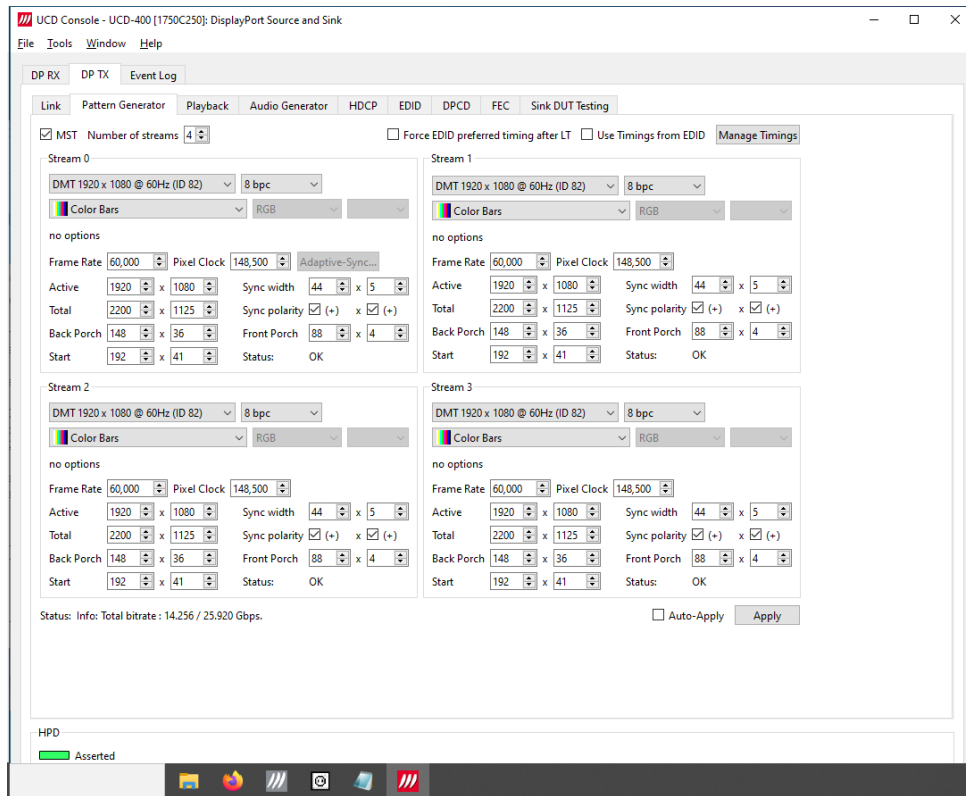 UCD Console - UCD-400 [1750C250]: DisplayPort Source and Sink
File Tools Window Help
DP RX DP TX Event Log
Link Pattern Generator Playback Audio Generator HDCP EDID DPCD FEC Sink DUT Testing
MST Number of streams 4 Force EDID preferred timing after LT Use Timings from EDID Manage Timings
Stream 0
DMT 1920 x 1080 @ 60Hz (ID 82) 8 bpc
Color Bars RGB
no options
Frame Rate 60,000 Pixel Clock 148,500 Adaptive-Sync...
Active 1920 x 1080 Sync width 44 x 5
Total 2200 x 1125 Sync polarity (+) x (+)
Back Porch 148 x 36 Front Porch 88 x 4
Start 192 x 41 Status: OK
Stream 1
DMT 1920 x 1080 @ 60Hz (ID 82) 8 bpc
Color Bars RGB
no options
Frame Rate 60,000 Pixel Clock 148,500
Active 1920 x 1080 Sync width 44 x 5
Total 2200 x 1125 Sync polarity (+) x (+)
Back Porch 148 x 36 Front Porch 88 x 4
Start 192 x 41 Status: OK
Stream 2
DMT 1920 x 1080 @ 60Hz (ID 82) 8 bpc
Color Bars RGB
no options
Frame Rate 60,000 Pixel Clock 148,500
Active 1920 x 1080 Sync width 44 x 5
Total 2200 x 1125 Sync polarity (+) x (+)
Back Porch 148 x 36 Front Porch 88 x 4
Start 192 x 41 Status: OK
Stream 3
DMT 1920 x 1080 @ 60Hz (ID 82) 8 bpc
Color Bars RGB
no options
Frame Rate 60,000 Pixel Clock 148,500
Active 1920 x 1080 Sync width 44 x 5
Total 2200 x 1125 Sync polarity (+) x (+)
Back Porch 148 x 36 Front Porch 88 x 4
Start 192 x 41 Status: OK
Status: Info: Total bitrate : 14.256 / 25.920 Gbps.
Auto-Apply Apply
HPD
Asserted